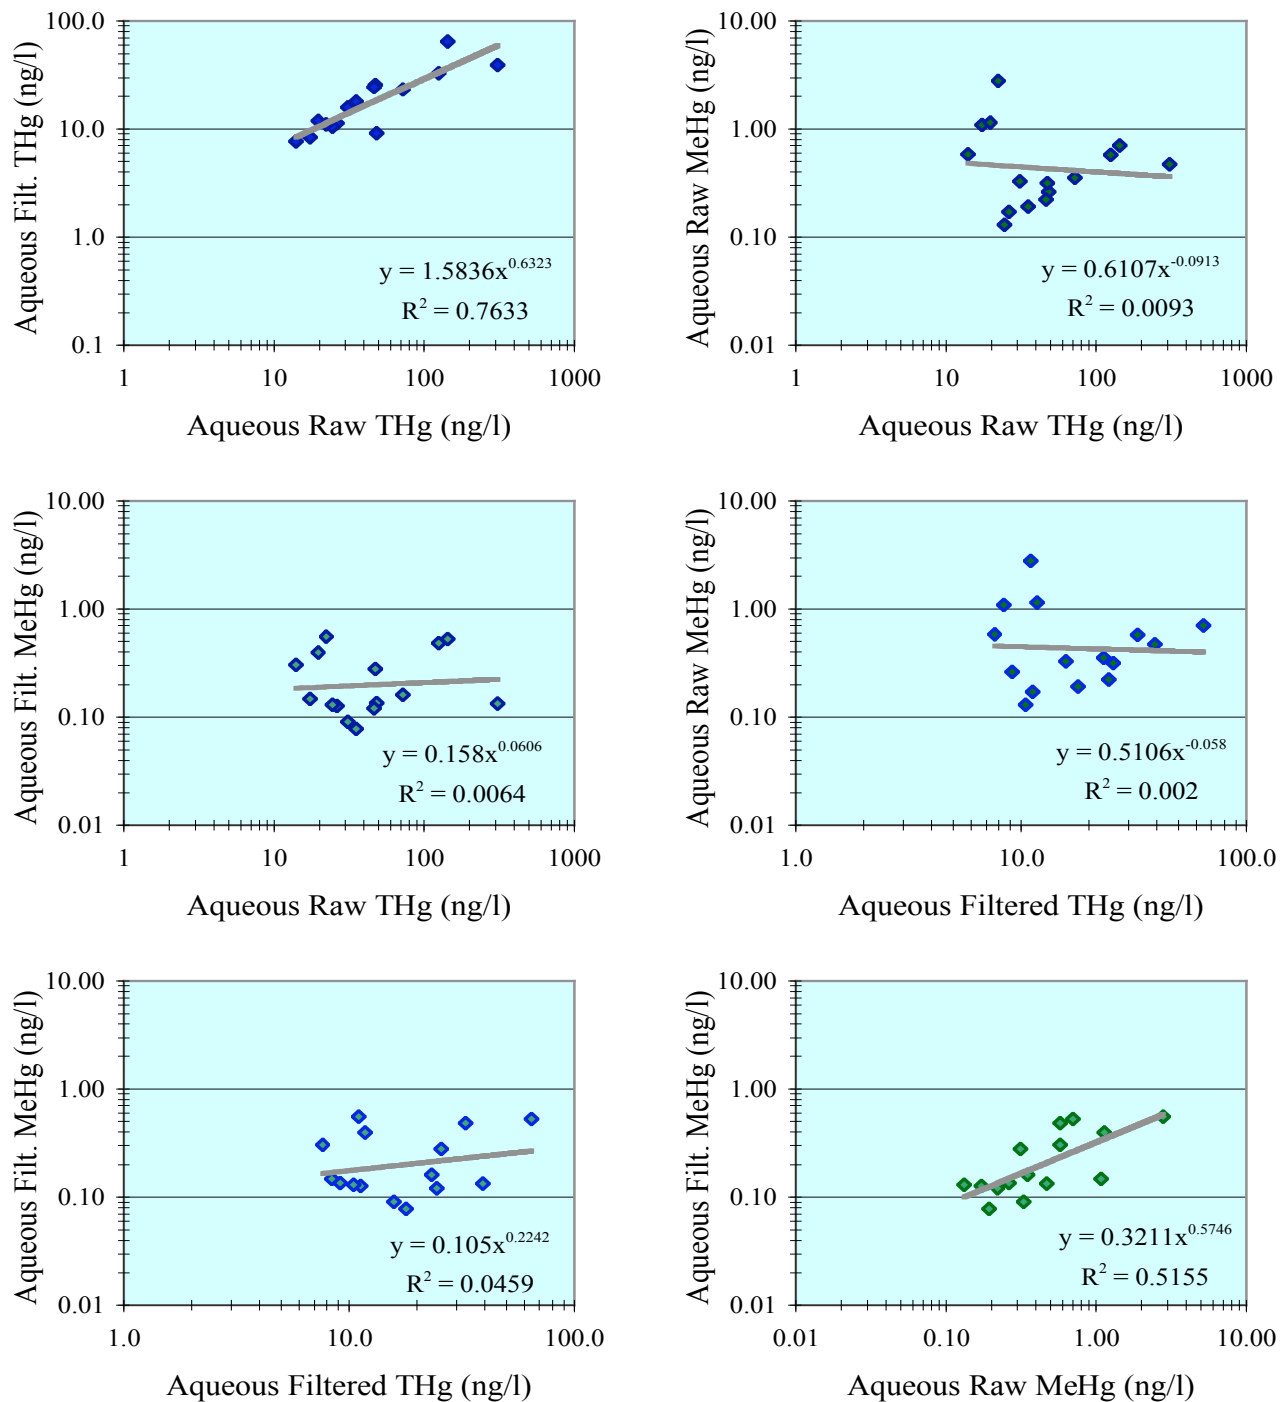 Aqueous Filt. THg (ng/l)
100.0
10.0
1.0
0.1
y = 1.5836x^0.6323
R² = 0.7633
1 10 100 1000
Aqueous Raw THg (ng/l)
Aqueous Raw MeHg (ng/l)
10.00
1.00
0.10
0.01
y = 0.6107x^-0.0913
R² = 0.0093
1 10 100 1000
Aqueous Raw THg (ng/l)
Aqueous Filt. MeHg (ng/l)
10.00
1.00
0.10
0.01
y = 0.158x^0.0606
R² = 0.0064
1 10 100 1000
Aqueous Raw THg (ng/l)
Aqueous Raw MeHg (ng/l)
10.00
1.00
0.10
0.01
y = 0.5106x^-0.058
R² = 0.002
1.0 10.0 100.0
Aqueous Filtered THg (ng/l)
Aqueous Filt. MeHg (ng/l)
10.00
1.00
0.10
0.01
y = 0.105x^0.2242
R² = 0.0459
1.0 10.0 100.0
Aqueous Filtered THg (ng/l)
Aqueous Filt. MeHg (ng/l)
10.00
1.00
0.10
0.01
y = 0.3211x^0.5746
R² = 0.5155
0.01 0.10 1.00 10.00
Aqueous Raw MeHg (ng/l)